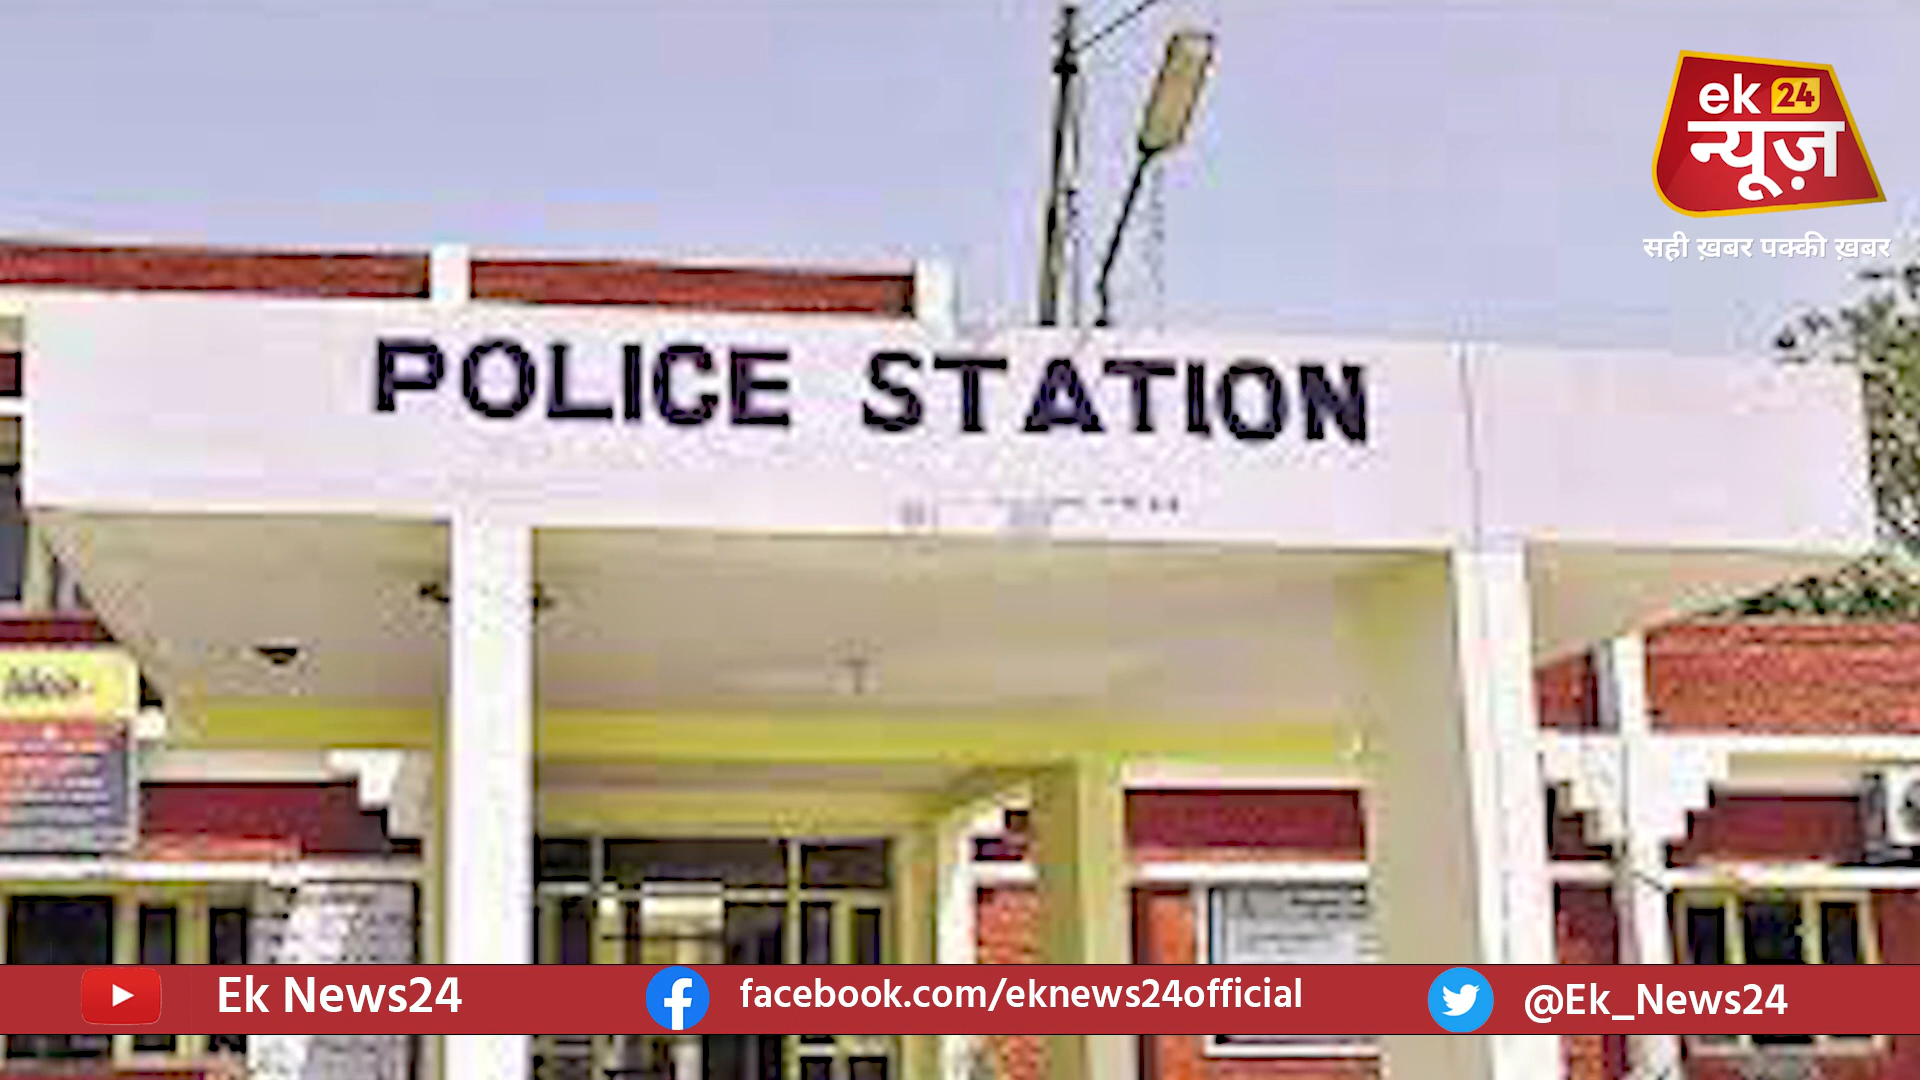 ek 24
न्यूज़
सही ख़बर पक्की ख़बर
POLICE STATION
Ek News24
facebook.com/eknews24official
@Ek_News24